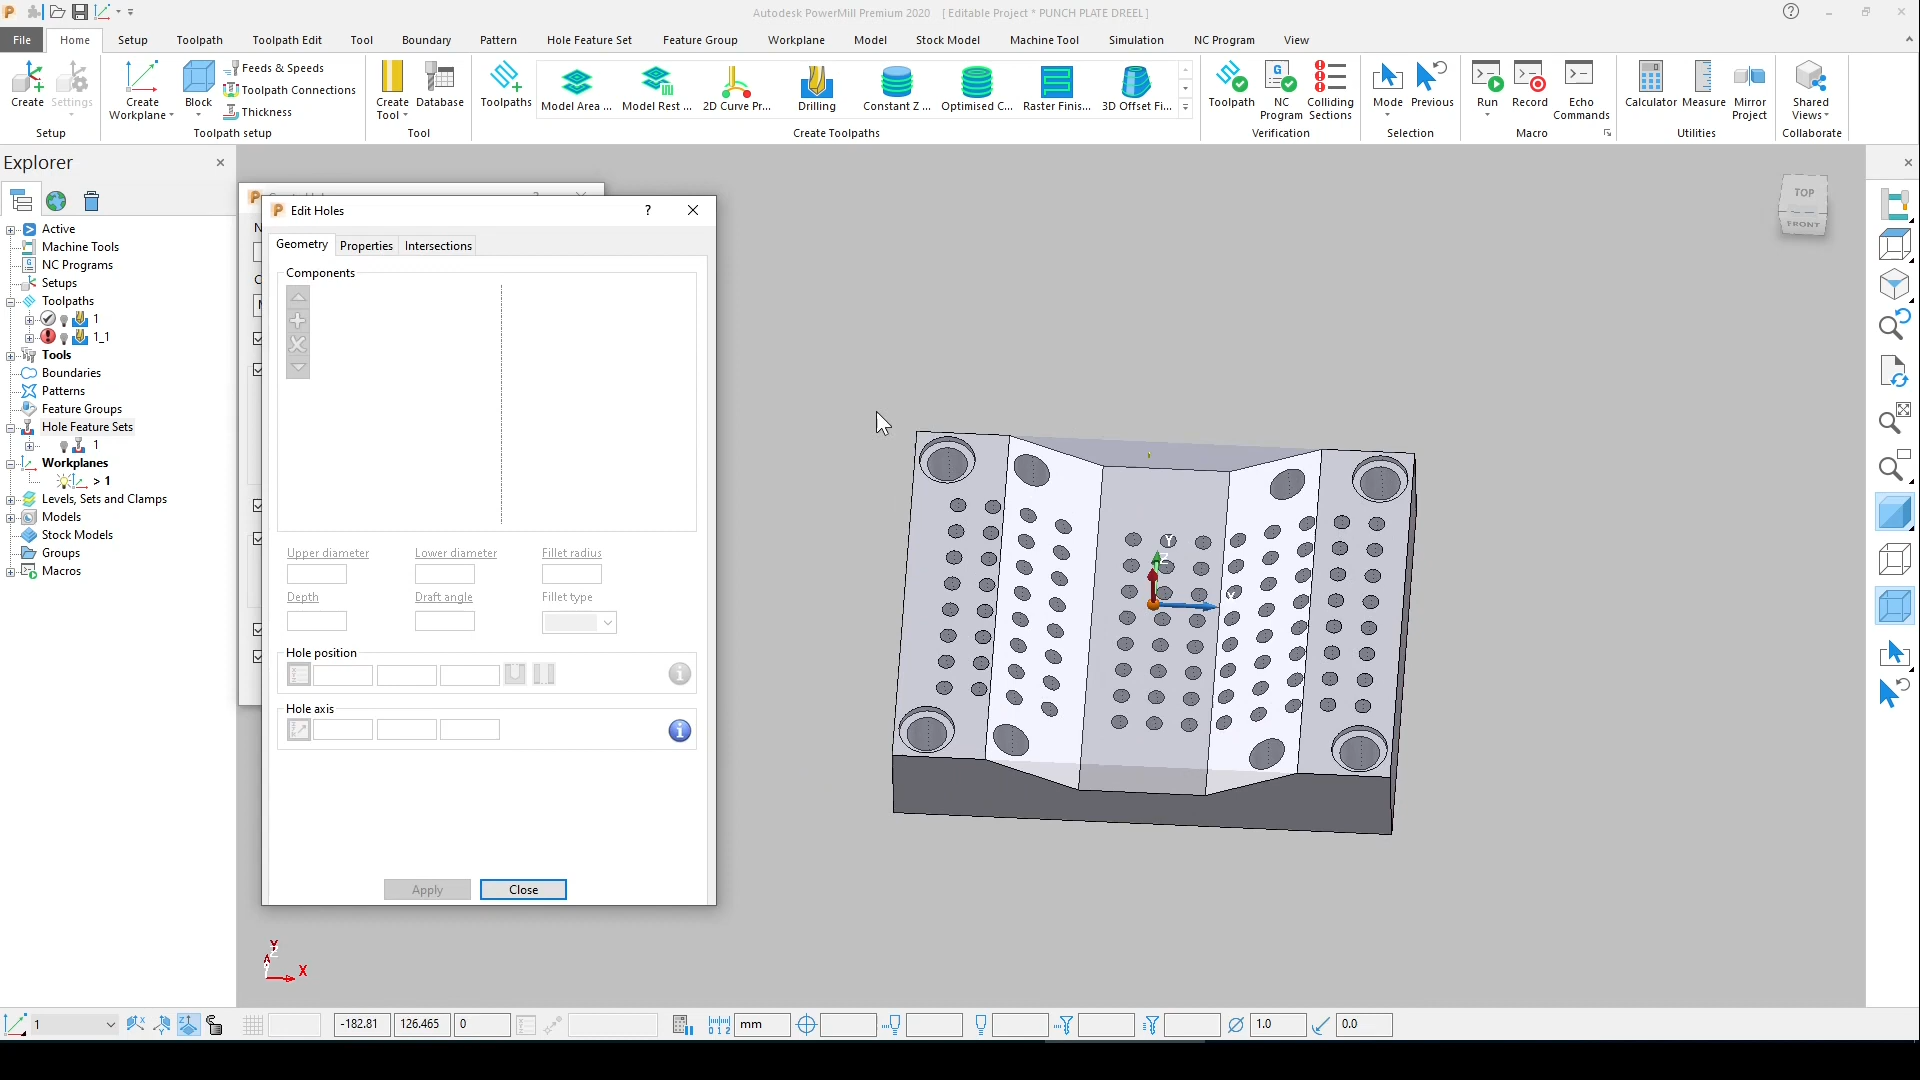 Autodesk PowerMill Premium 2020 [ Editable Project * PUNCH PLATE DREEL ]
File Home Setup Toolpath Toolpath Edit Tool Boundary Pattern Hole Feature Set Feature Group Workplane Model Stock Model Machine Tool Simulation NC Program View
Create
Settings
Setup
Create
Workplane
Block
Feeds & Speeds
Toolpath Connections
Thickness
Toolpath setup
Create
Tool
Database
Tool
Toolpaths
Model Area ...
Model Rest ...
2D Curve Pr...
Drilling
Constant Z ...
Optimised C...
Raster Finis...
3D Offset Fi...
Create Toolpaths
Toolpath
NC
Program
Colliding
Sections
Verification
Mode
Previous
Selection
Run
Record
Echo
Commands
Macro
Calculator
Measure
Mirror
Project
Utilities
Shared
Views
Collaborate
Explorer
Active
Machine Tools
NC Programs
Setups
Toolpaths
1
1_1
Tools
Boundaries
Patterns
Feature Groups
Hole Feature Sets
1
Workplanes
> 1
Levels, Sets and Clamps
Models
Stock Models
Groups
Macros
Edit Holes
?
Geometry Properties Intersections
Components
Upper diameter Lower diameter Fillet radius
Depth Draft angle Fillet type
Hole position
Hole axis
Apply Close
TOP
FRONT
Y
Z
X
1
-182.81 126.465 0
mm
1.0
0.0